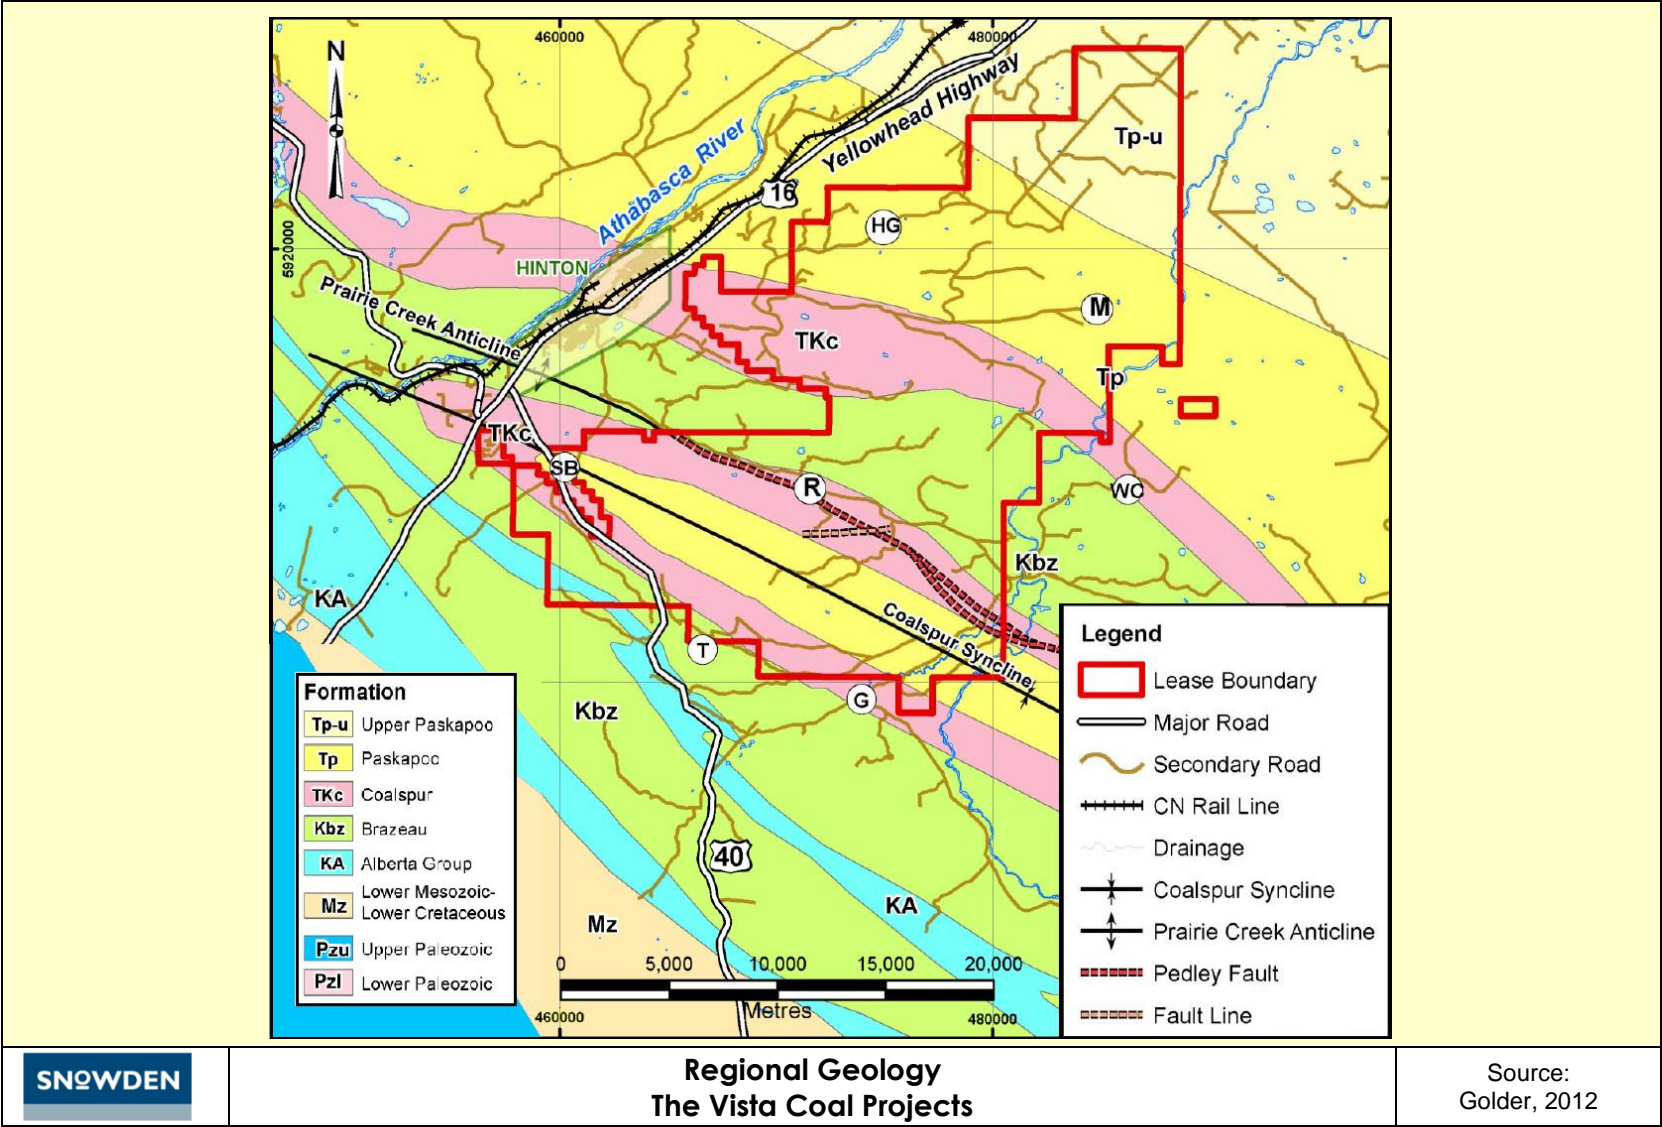 460000
480000
N
Yellowhead Highway
Tp-u
Athabasca River
16
HG
5920000
HINTON
Prairie Creek Anticline
M
TKc
Tp
TKc
SB
R
WC
Kbz
KA
Coalspur Syncline
T
G
Kbz
40
KA
Mz
Formation
Tp-u Upper Paskapoo
Tp Paskapoo
TKc Coalspur
Kbz Brazeau
KA Alberta Group
Mz Lower Mesozoic-
Lower Cretaceous
Pzu Upper Paleozoic
Pzl Lower Paleozoic
0 5,000 10,000 15,000 20,000
Metres
460000
480000
Legend
Lease Boundary
Major Road
Secondary Road
CN Rail Line
Drainage
Coalspur Syncline
Prairie Creek Anticline
Pedley Fault
Fault Line
SNOWDEN
Regional Geology
The Vista Coal Projects
Source:
Golder, 2012